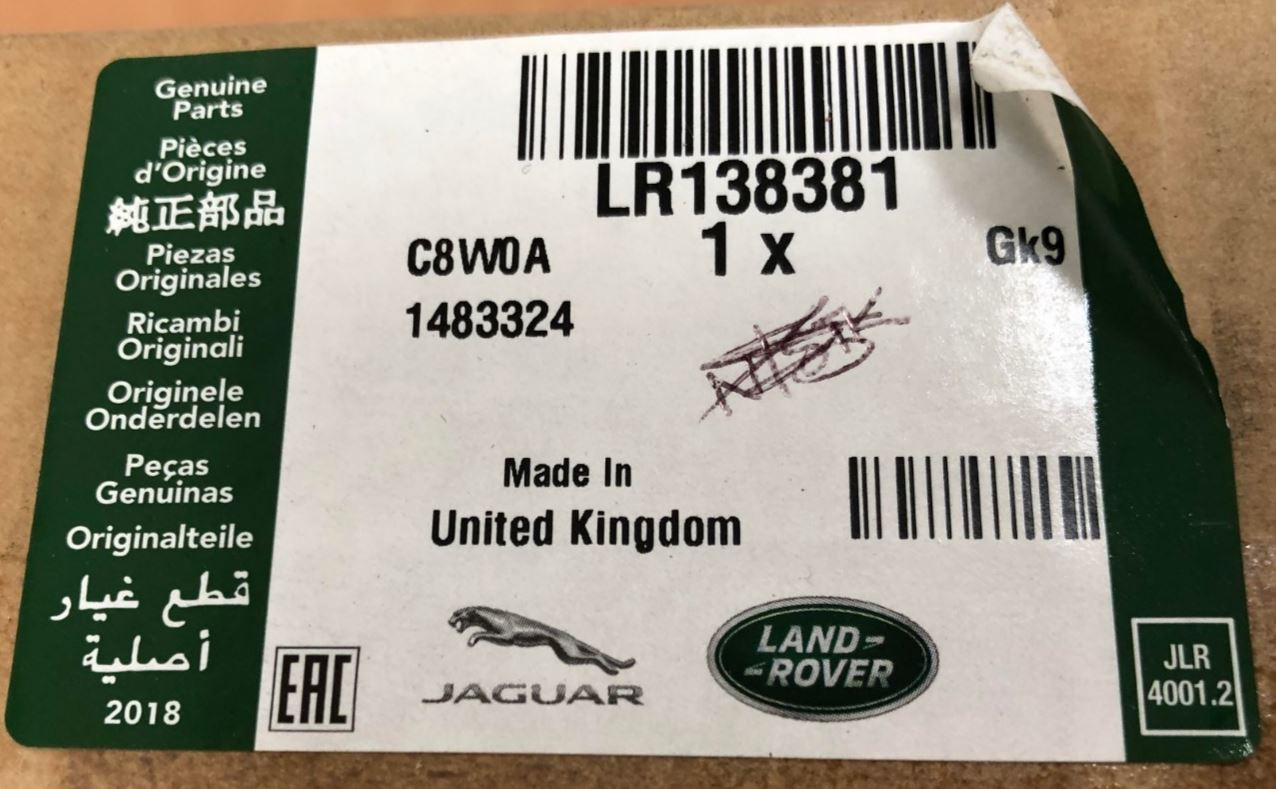 Genuine
Parts
Pièces
d'Origine
純正部品
Piezas
Originales
Ricambi
Originali
Originele
Onderdelen
Peças
Genuinas
Originalteile
قطع غيار
أصلية
2018
LR138381
C8W0A
1 x
Gk9
1483324
Made In
United Kingdom
EAC
JAGUAR
LAND-
-ROVER
JLR
4001.2